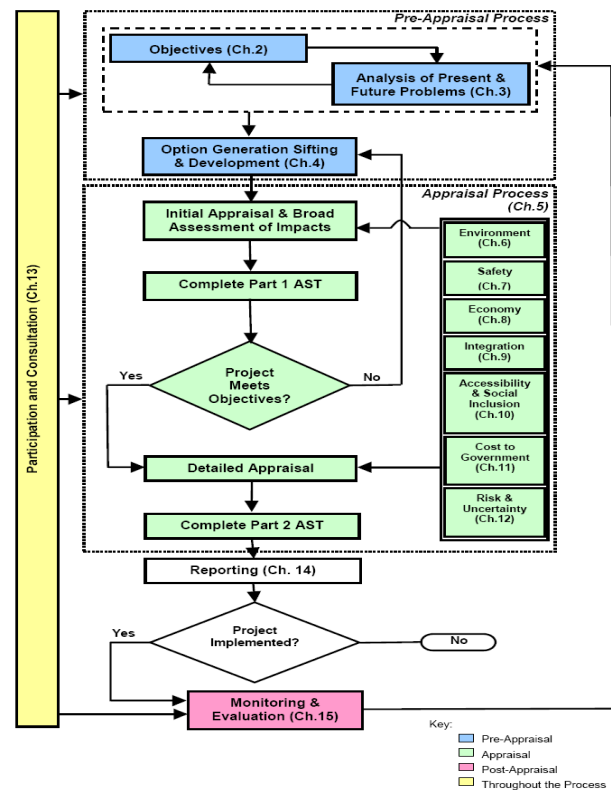 Pre-Appraisal Process
Objectives (Ch.2)
Analysis of Present &
Future Problems (Ch.3)
Option Generation Sifting
& Development (Ch.4)
Appraisal Process
(Ch.5)
Initial Appraisal & Broad
Assessment of Impacts
Environment
(Ch.6)
Safety
(Ch.7)
Complete Part 1 AST
Economy
(Ch.8)
Integration
(Ch.9)
Participation and Consultation (Ch.13)
Yes
Project
Meets
Objectives?
No
Accessibility
& Social
Inclusion
(Ch.10)
Cost to
Government
(Ch.11)
Detailed Appraisal
Risk &
Uncertainty
(Ch.12)
Complete Part 2 AST
Reporting (Ch. 14)
Yes
Project
Implemented?
No
Monitoring &
Evaluation (Ch.15)
Key:
Pre-Appraisal
Appraisal
Post-Appraisal
Throughout the Process